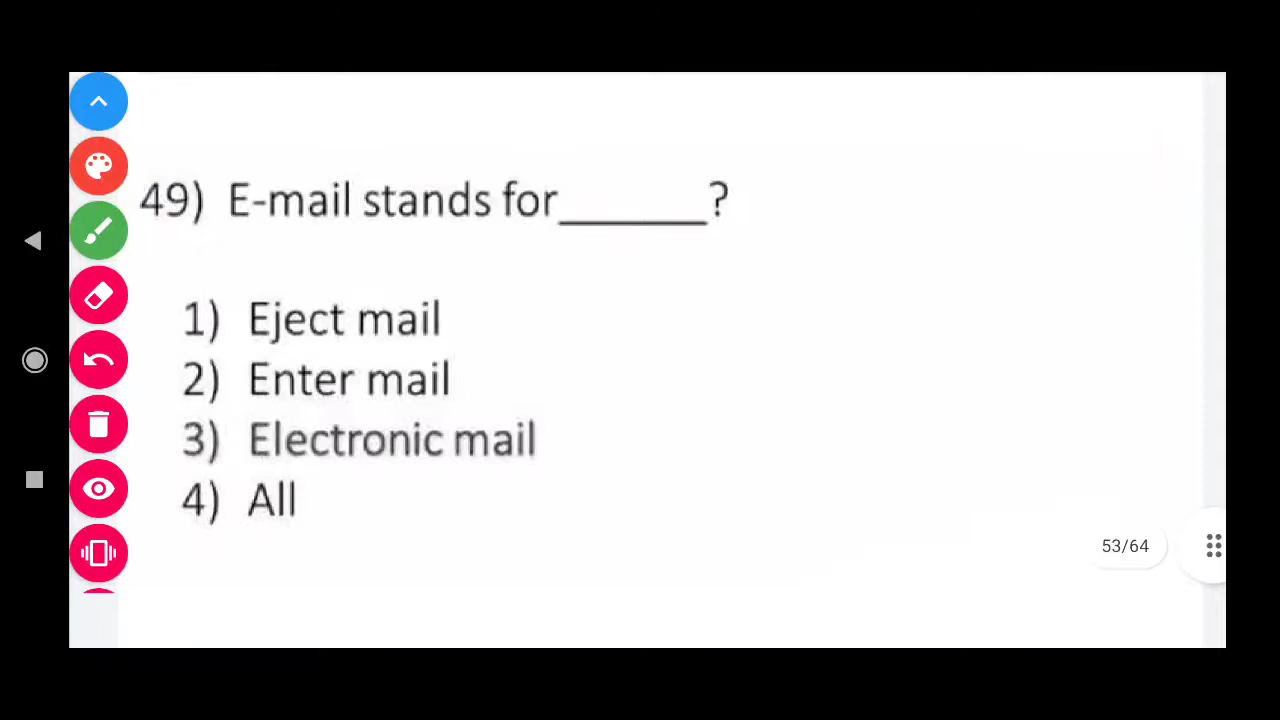 49) E-mail stands for_______?
1) Eject mail
2) Enter mail
3) Electronic mail
4) All
53/64